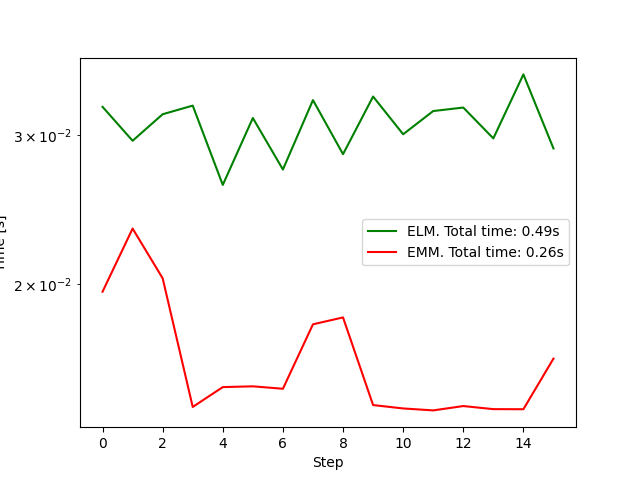 3 × 10⁻²
2 × 10⁻²
ELM. Total time: 0.49s
EMM. Total time: 0.26s
0 2 4 6 8 10 12 14
Step